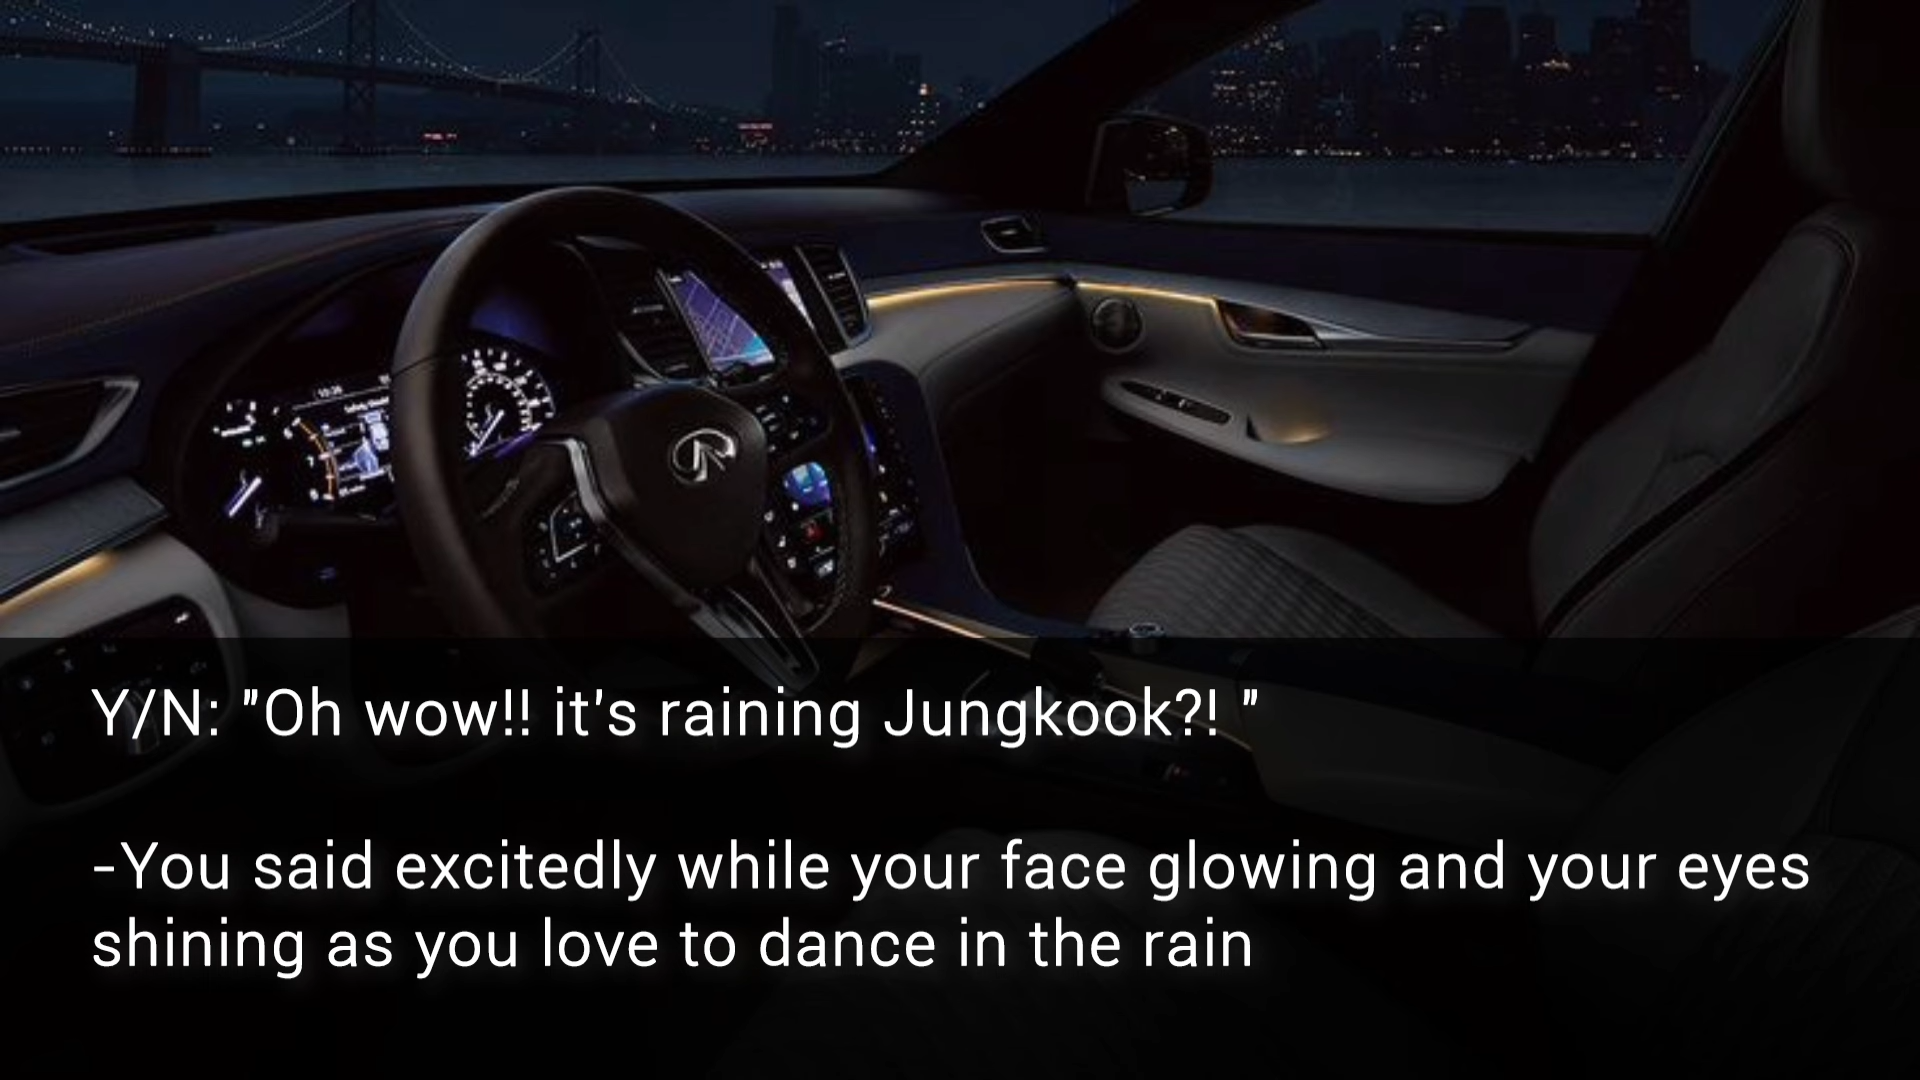 Y/N: "Oh wow!! it's raining Jungkook?! "
-You said excitedly while your face glowing and your eyes
shining as you love to dance in the rain